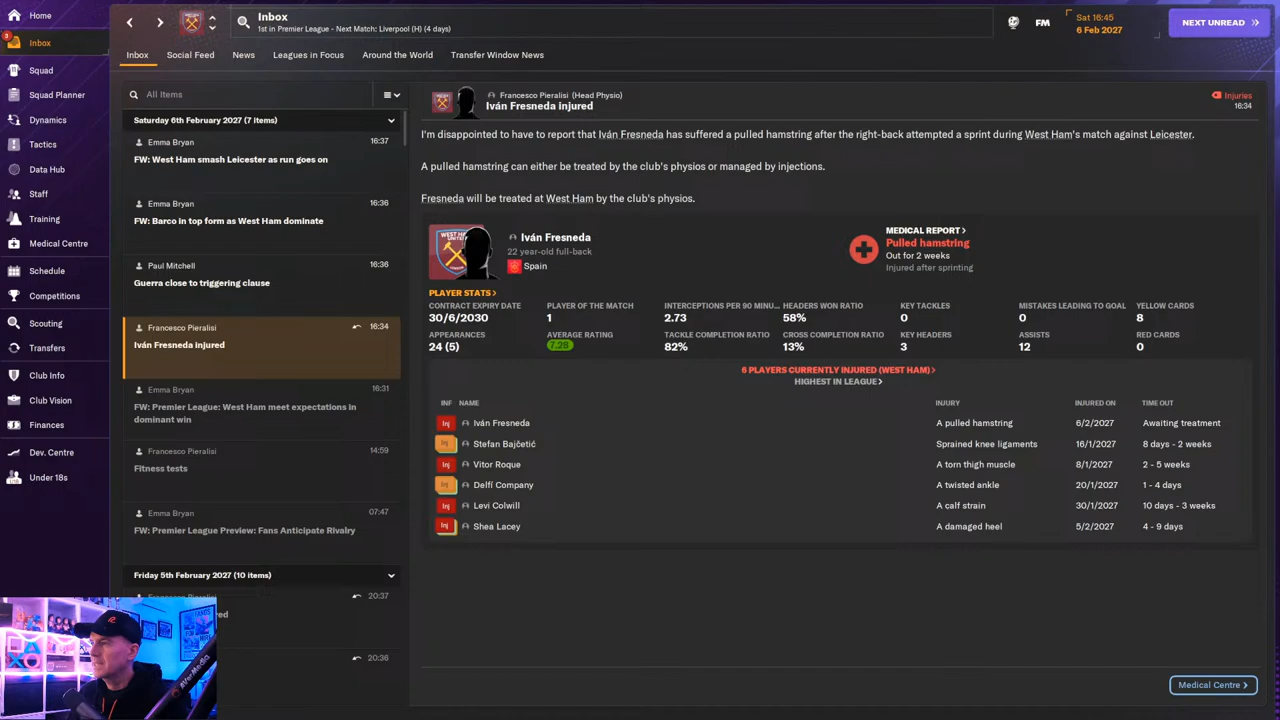 Home
Inbox
3
Squad
Squad Planner
Dynamics
Tactics
Data Hub
Staff
Training
Medical Centre
Schedule
Competitions
Scouting
Transfers
Club Info
Club Vision
Finances
Dev. Centre
Under 18s
Inbox
1st in Premier League - Next Match: Liverpool (H) (4 days)
FM
Sat 16:45
6 Feb 2027
NEXT UNREAD
Inbox
Social Feed
News
Leagues in Focus
Around the World
Transfer Window News
All Items
Saturday 6th February 2027 (7 items)
Emma Bryan 16:37
FW: West Ham smash Leicester as run goes on
Emma Bryan 16:36
FW: Barco in top form as West Ham dominate
Paul Mitchell 16:36
Guerra close to triggering clause
Francesco Pieralisi 16:34
Iván Fresneda injured
Emma Bryan 16:31
FW: Premier League: West Ham meet expectations in
dominant win
Francesco Pieralisi 14:59
Fitness tests
Emma Bryan 07:47
FW: Premier League Preview: Fans Anticipate Rivalry
Friday 5th February 2027 (10 items)
20:37
20:36
Francesco Pieralisi (Head Physio)
Iván Fresneda injured
Injuries
16:34
I'm disappointed to have to report that Iván Fresneda has suffered a pulled hamstring after the right-back attempted a sprint during West Ham's match against Leicester.
A pulled hamstring can either be treated by the club's physios or managed by injections.
Fresneda will be treated at West Ham by the club's physios.
Iván Fresneda
22 year-old full-back
Spain
MEDICAL REPORT
Pulled hamstring
Out for 2 weeks
Injured after sprinting
PLAYER STATS
CONTRACT EXPIRY DATE PLAYER OF THE MATCH INTERCEPTIONS PER 90 MINU... HEADERS WON RATIO KEY TACKLES MISTAKES LEADING TO GOAL YELLOW CARDS
30/6/2030 1 2.73 58% 0 0 8
APPEARANCES AVERAGE RATING TACKLE COMPLETION RATIO CROSS COMPLETION RATIO KEY HEADERS ASSISTS RED CARDS
24 (5) 7.28 82% 13% 3 12 0
6 PLAYERS CURRENTLY INJURED (WEST HAM)
HIGHEST IN LEAGUE
INF NAME INJURY INJURED ON TIME OUT
Inj Iván Fresneda A pulled hamstring 6/2/2027 Awaiting treatment
Inj Stefan Bajčetić Sprained knee ligaments 16/1/2027 8 days - 2 weeks
Inj Vitor Roque A torn thigh muscle 8/1/2027 2 - 5 weeks
Inj Delfí Company A twisted ankle 20/1/2027 1 - 4 days
Inj Levi Colwill A calf strain 30/1/2027 10 days - 3 weeks
Inj Shea Lacey A damaged heel 5/2/2027 4 - 9 days
Medical Centre